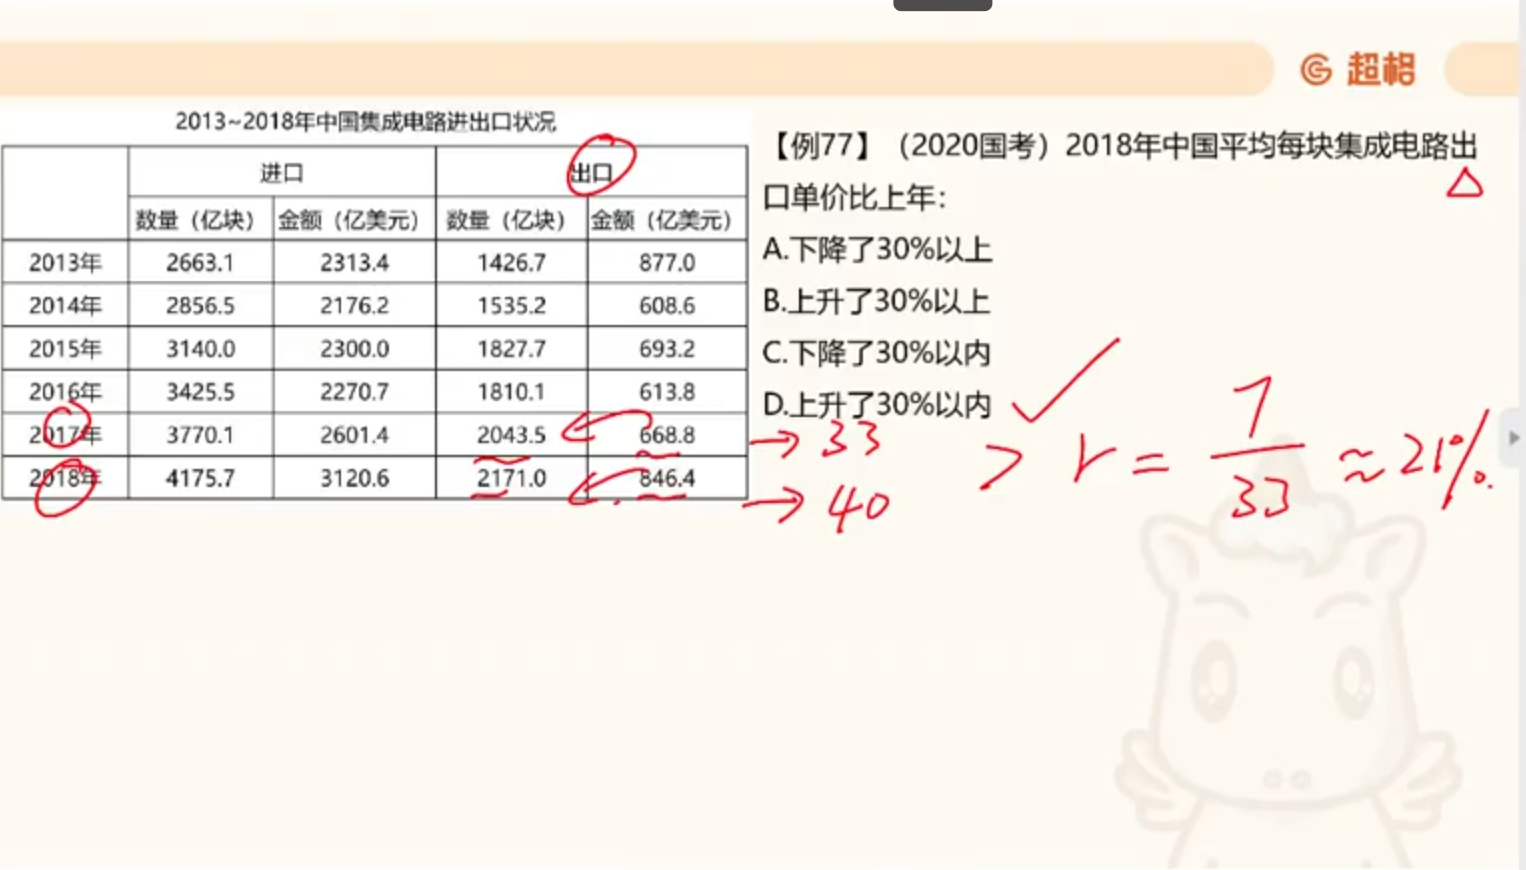 超格
2013~2018年中国集成电路进出口状况
进口 出口
数量（亿块） 金额（亿美元） 数量（亿块） 金额（亿美元）
2013年 2663.1 2313.4 1426.7 877.0
2014年 2856.5 2176.2 1535.2 608.6
2015年 3140.0 2300.0 1827.7 693.2
2016年 3425.5 2270.7 1810.1 613.8
2017年 3770.1 2601.4 2043.5 668.8
2018年 4175.7 3120.6 2171.0 846.4
【例77】（2020国考）2018年中国平均每块集成电路出
口单价比上年：
A.下降了30%以上
B.上升了30%以上
C.下降了30%以内
D.上升了30%以内
→ 33
→ 40
> r = 7/33 ≈ 21%.